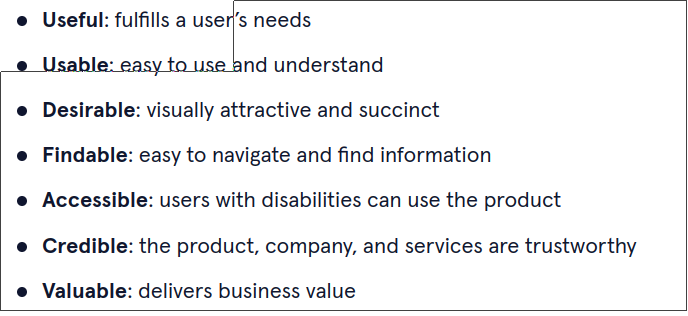 • Useful: fulfills a user's needs
• Usable: easy to use and understand
• Desirable: visually attractive and succinct
• Findable: easy to navigate and find information
• Accessible: users with disabilities can use the product
• Credible: the product, company, and services are trustworthy
• Valuable: delivers business value